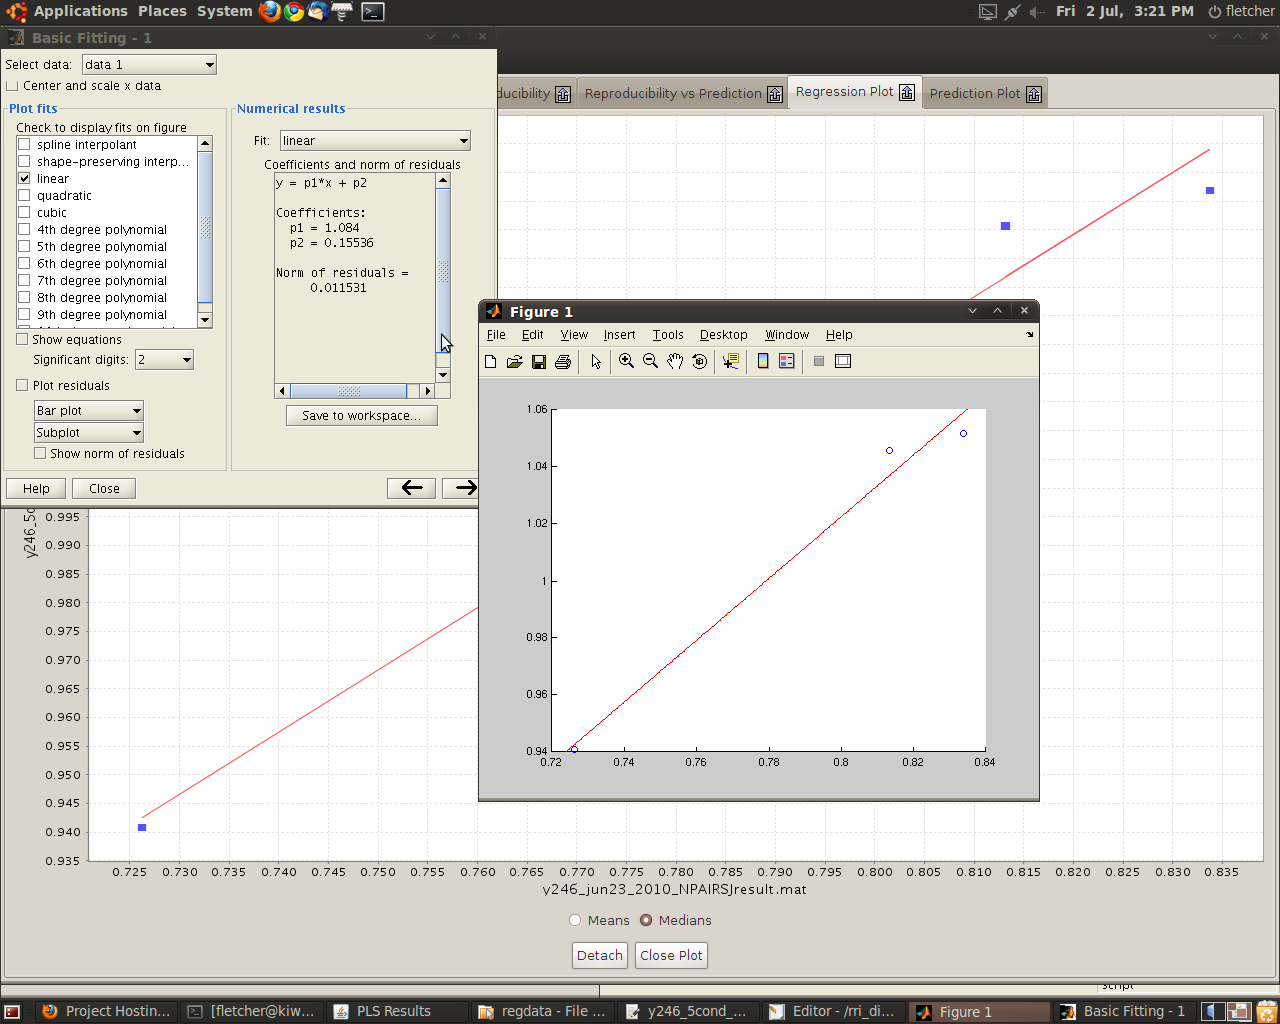 Applications Places System
Fri 2 Jul, 3:21 PM fletcher
Basic Fitting - 1
Select data: data 1
Center and scale x data
Plot fits
Check to display fits on figure
spline interpolant
shape-preserving interp...
linear
quadratic
cubic
4th degree polynomial
5th degree polynomial
6th degree polynomial
7th degree polynomial
8th degree polynomial
9th degree polynomial
Show equations
Significant digits: 2
Plot residuals
Bar plot
Subplot
Show norm of residuals
Help Close
Numerical results
Fit: linear
Coefficients and norm of residuals
y = p1*x + p2
Coefficients:
p1 = 1.084
p2 = 0.15536
Norm of residuals =
0.011531
Save to workspace...
ducibility Reproducibility vs Prediction Regression Plot Prediction Plot
Figure 1
File Edit View Insert Tools Desktop Window Help
1.06
1.04
1.02
1
0.98
0.96
0.94
0.72 0.74 0.76 0.78 0.8 0.82 0.84
y246_5c
0.995
0.990
0.985
0.980
0.975
0.970
0.965
0.960
0.955
0.950
0.945
0.940
0.935
0.725 0.730 0.735 0.740 0.745 0.750 0.755 0.760 0.765 0.770 0.775 0.780 0.785 0.790 0.795 0.800 0.805 0.810 0.815 0.820 0.825 0.830 0.835
y246_jun23_2010_NPAIRSJresult.mat
Means Medians
Detach Close Plot
script
Project Hostin... [fletcher@kiw... PLS Results regdata - File ... y246_5cond_... Editor - /rri_di... Figure 1 Basic Fitting - 1